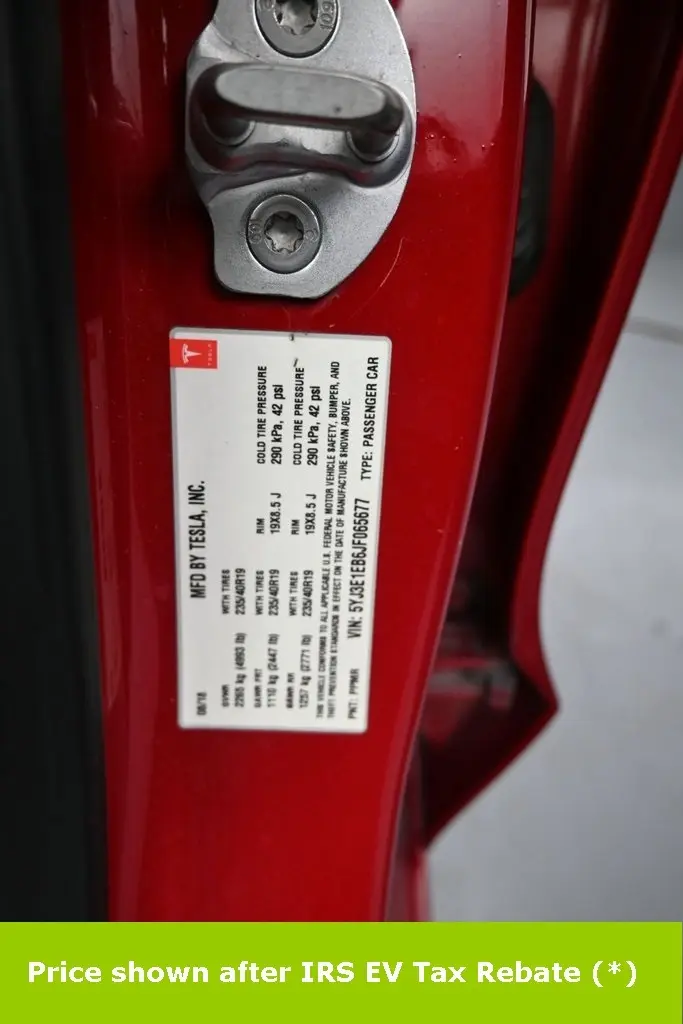 TESLA
MFD BY TESLA, INC.
08/18
GVWR WITH TIRES RIM COLD TIRE PRESSURE
2265 kg (4993 lb) 235/40R19 19X8.5 J 290 kPa, 42 psi
GAWR FRT WITH TIRES RIM COLD TIRE PRESSURE
1110 kg (2447 lb) 235/40R19 19X8.5 J 290 kPa, 42 psi
GAWR RR WITH TIRES
1257 kg (2771 lb) 235/40R19
THIS VEHICLE CONFORMS TO ALL APPLICABLE U.S. FEDERAL MOTOR VEHICLE SAFETY, BUMPER, AND
THEFT PREVENTION STANDARDS IN EFFECT ON THE DATE OF MANUFACTURE SHOWN ABOVE.
PNT: PPMR VIN: 5YJ3E1EB6JF065677 TYPE: PASSENGER CAR
Price shown after IRS EV Tax Rebate (*)